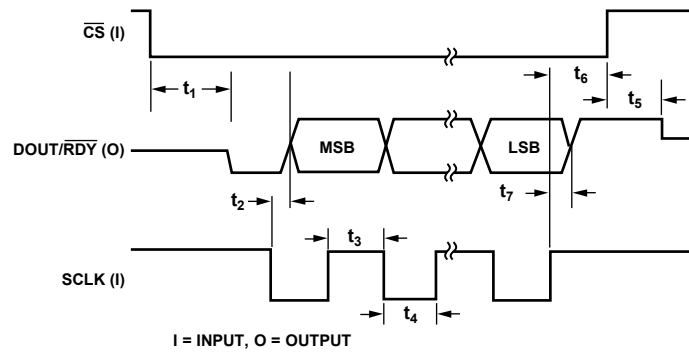 CS (I)
t1
t6
t5
DOUT/RDY (O)
MSB
LSB
t2
t3
t7
SCLK (I)
t4
I = INPUT, O = OUTPUT